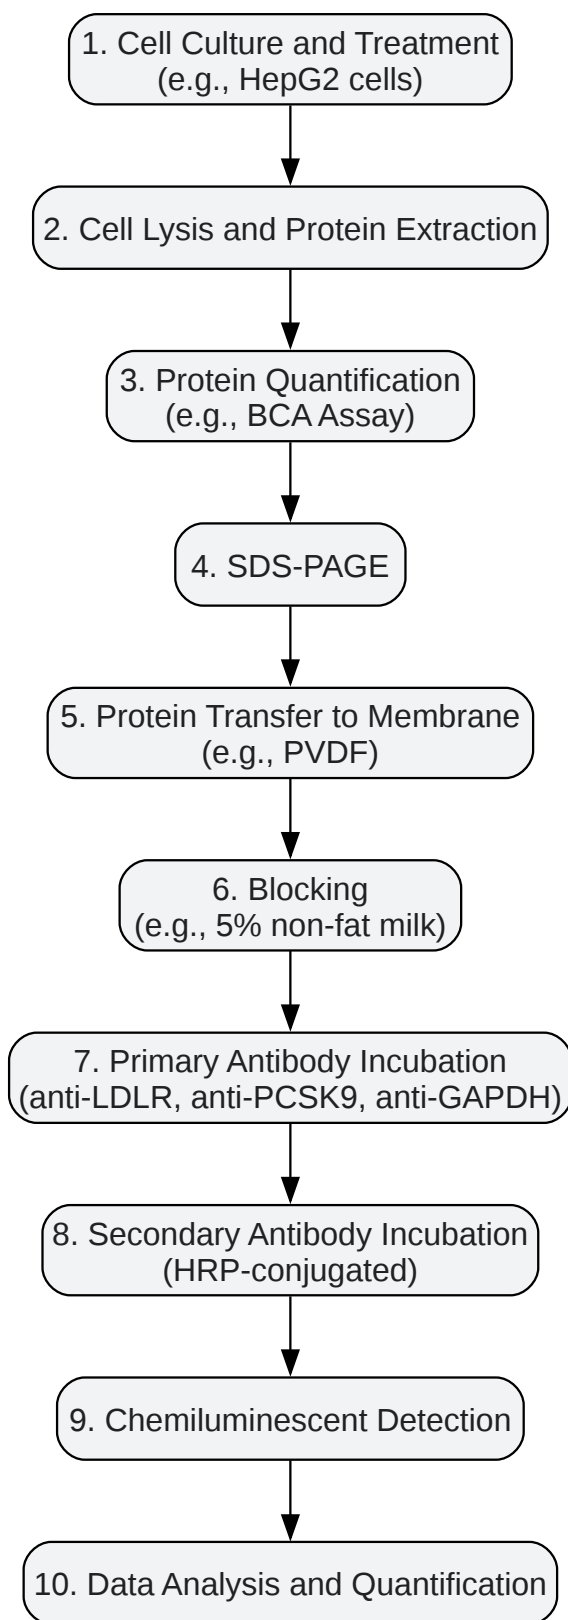 1. Cell Culture and Treatment
(e.g., HepG2 cells)
2. Cell Lysis and Protein Extraction
3. Protein Quantification
(e.g., BCA Assay)
4. SDS-PAGE
5. Protein Transfer to Membrane
(e.g., PVDF)
6. Blocking
(e.g., 5% non-fat milk)
7. Primary Antibody Incubation
(anti-LDLR, anti-PCSK9, anti-GAPDH)
8. Secondary Antibody Incubation
(HRP-conjugated)
9. Chemiluminescent Detection
10. Data Analysis and Quantification